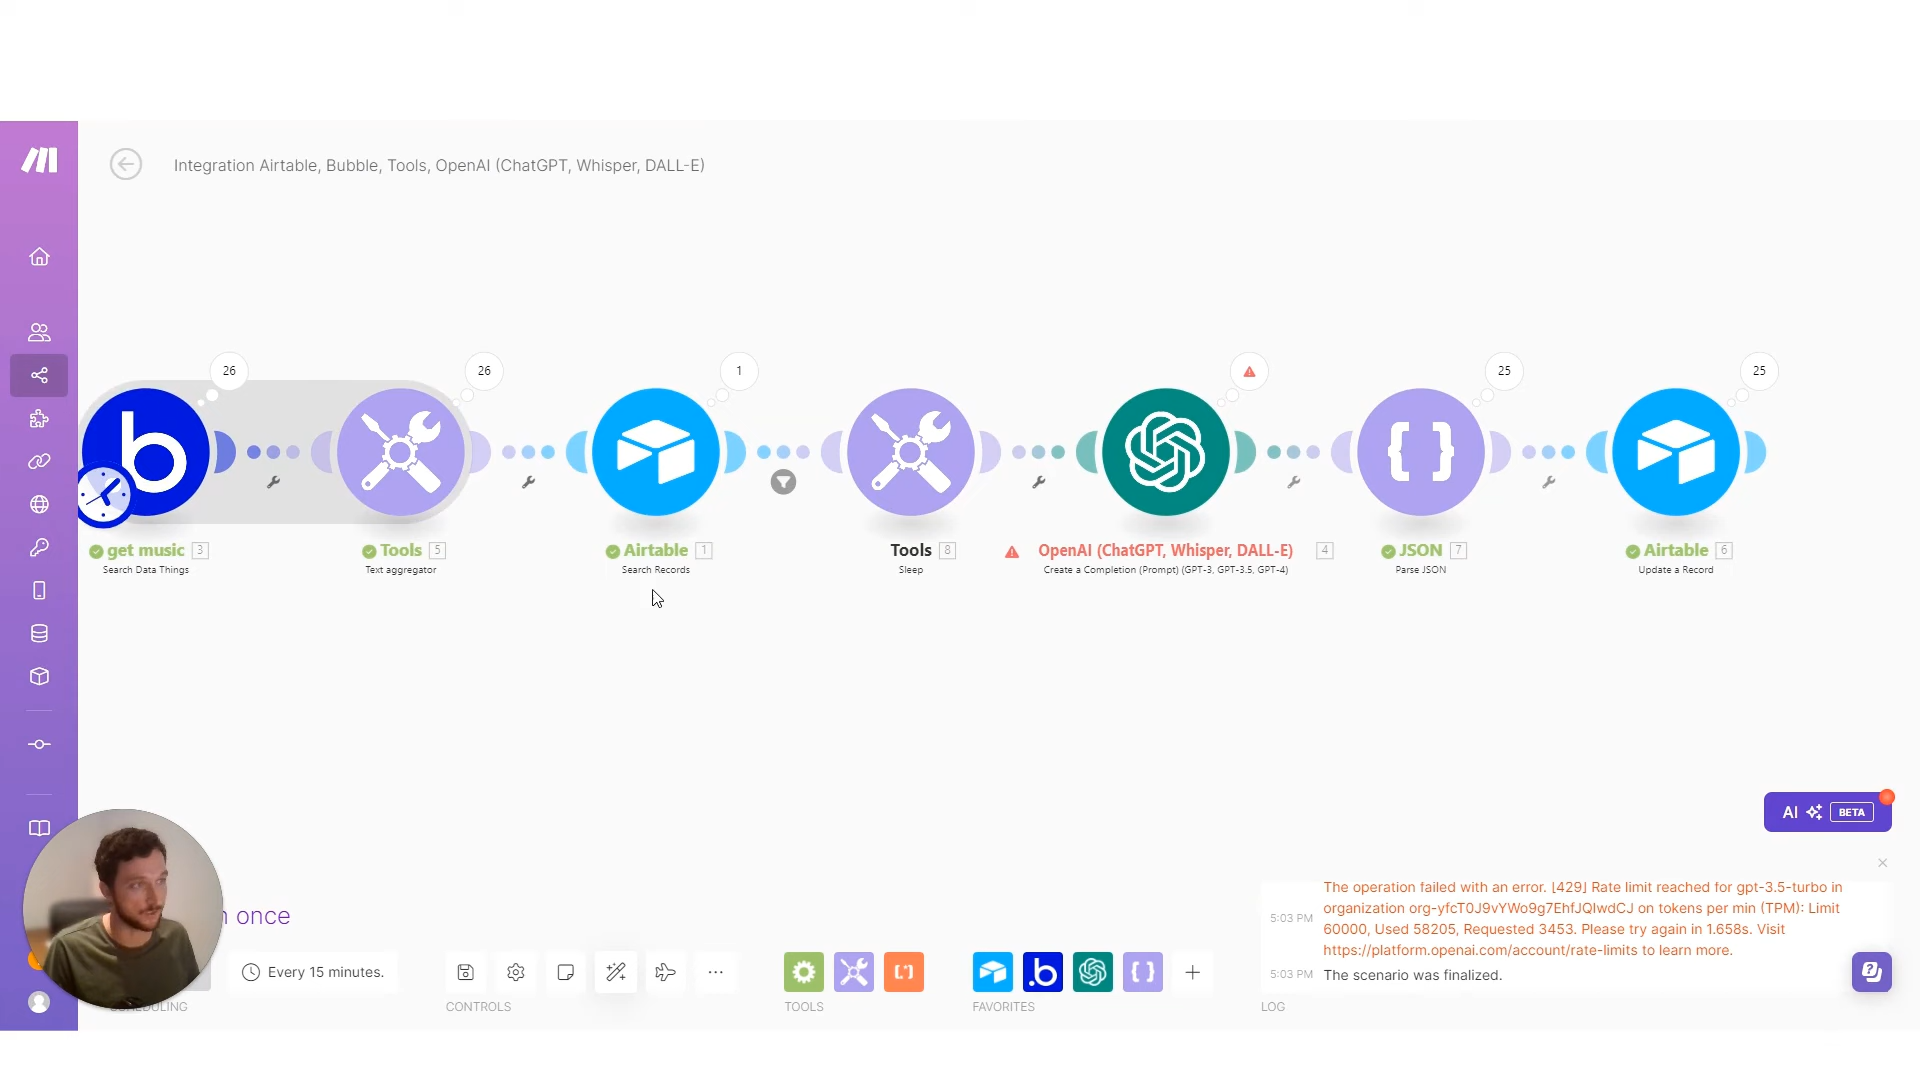 Integration Airtable, Bubble, Tools, OpenAI (ChatGPT, Whisper, DALL-E)
26
26
1
25
25
get music 3
Search Data Things
Tools 5
Text aggregator
Airtable 1
Search Records
Tools 8
Sleep
OpenAI (ChatGPT, Whisper, DALL-E) 4
Create a Completion (Prompt) (GPT-3, GPT-3.5, GPT-4)
JSON 7
Parse JSON
Airtable 6
Update a Record
AI BETA
once
The operation failed with an error. [429] Rate limit reached for gpt-3.5-turbo in
5:03 PM
organization org-yfcT0J9vYWo9g7EhfJQIwdCJ on tokens per min (TPM): Limit
60000, Used 58205, Requested 3453. Please try again in 1.658s. Visit
https://platform.openai.com/account/rate-limits to learn more.
5:03 PM The scenario was finalized.
Every 15 minutes.
CONTROLS
TOOLS
FAVORITES
LOG